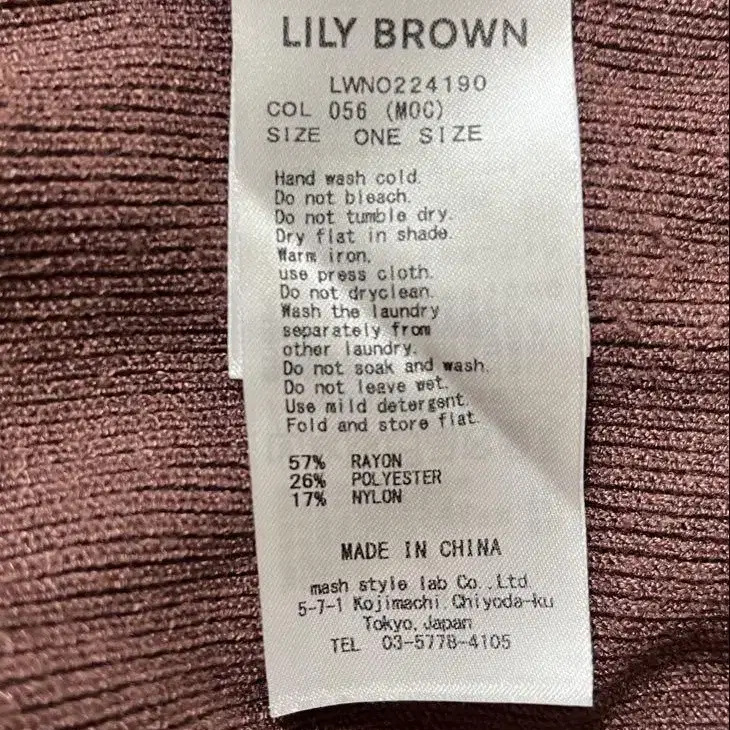 LILY BROWN
LWNO224190
COL 056 (MOC)
SIZE ONE SIZE
Hand wash cold.
Do not bleach.
Do not tumble dry.
Dry flat in shade.
Warm iron.
use press cloth.
Do not dryclean.
Wash the laundry
separately from
other laundry.
Do not soak and wash.
Do not leave wet.
Use mild detergent.
Fold and store flat.
57% RAYON
26% POLYESTER
17% NYLON
MADE IN CHINA
mash style lab Co.,Ltd.
5-7-1 Kojimachi.Chiyoda-ku
Tokyo.Japan
TEL 03-5778-4105